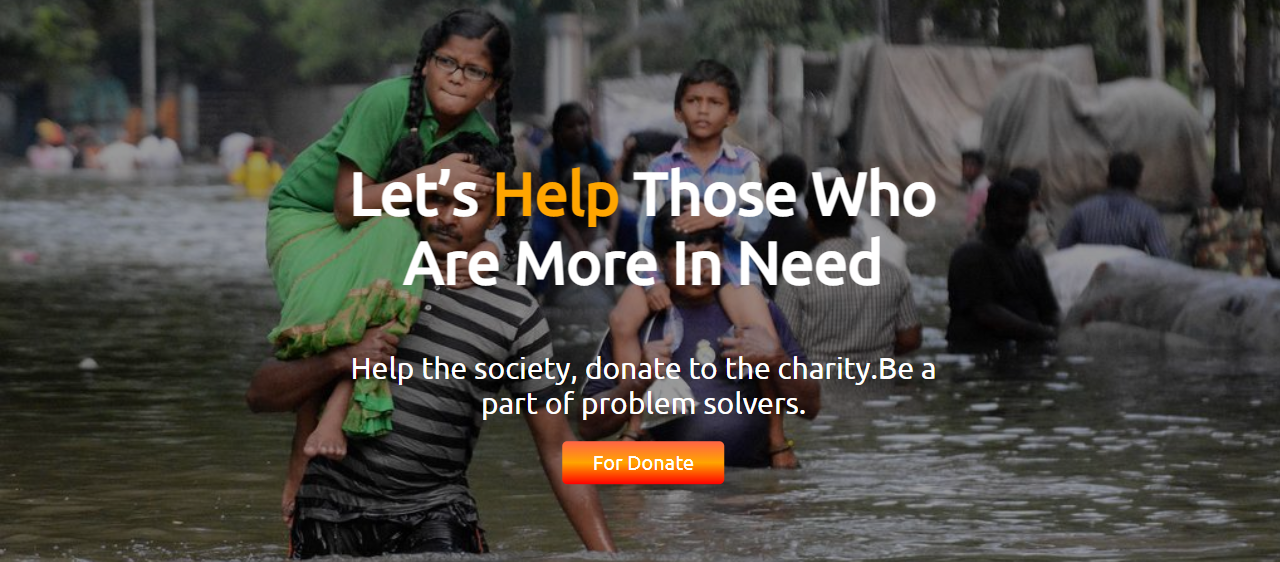 Let’s Help Those Who
Are More In Need
Help the society, donate to the charity.Be a
part of problem solvers.
For Donate